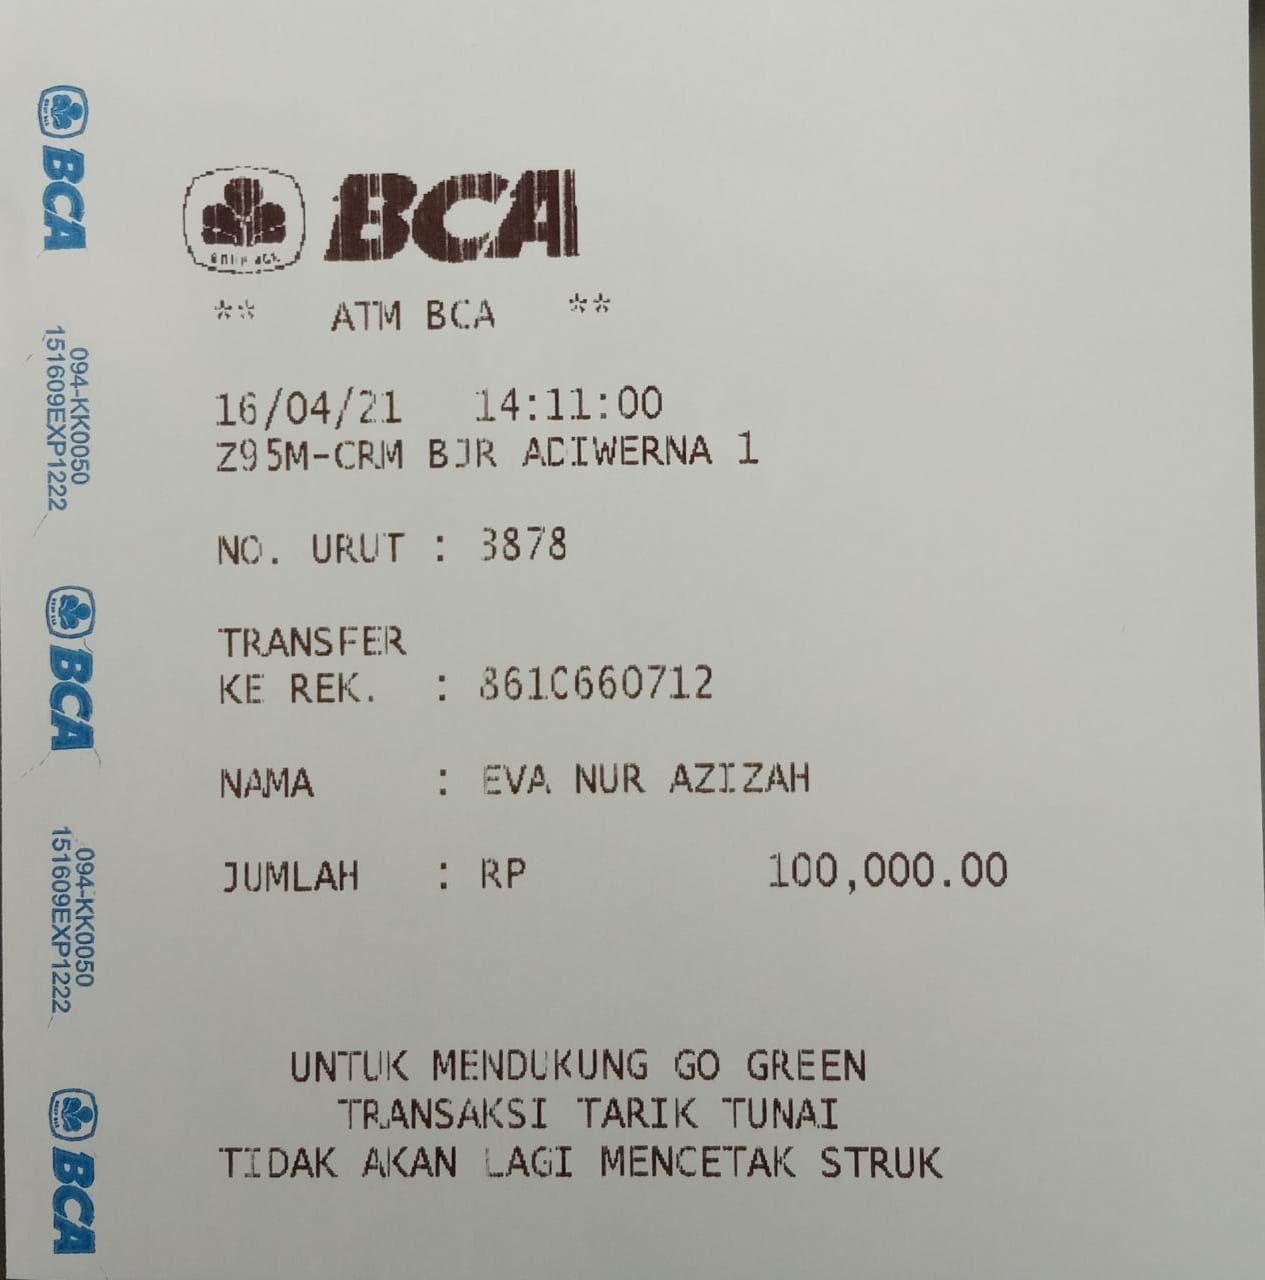 BCA
094-KK0050
151609EXP1222
BCA
094-KK0050
151609EXP1222
BCA
BCA
** ATM BCA **
16/04/21 14:11:00
Z95M-CRM BJR ADIWERNA 1
NO. URUT : 3878
TRANSFER
KE REK. : 8610660712
NAMA : EVA NUR AZIZAH
JUMLAH : RP 100,000.00
UNTUK MENDUKUNG GO GREEN
TRANSAKSI TARIK TUNAI
TIDAK AKAN LAGI MENCETAK STRUK